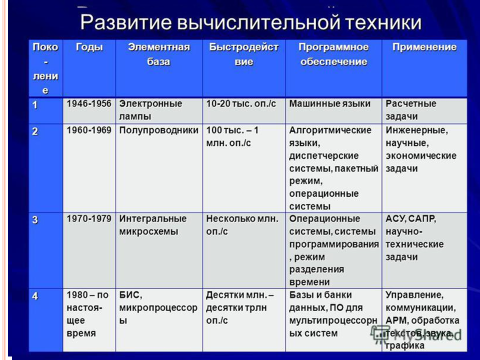 Развитие вычислительной техники
Поко
-
лени
е
Годы
Элементная
база
Быстродейст
вие
Программное
обеспечение
Применение
1
1946-1956
Электронные
лампы
10-20 тыс. оп./с
Машинные языки
Расчетные
задачи
2
1960-1969
Полупроводники
100 тыс. – 1
млн. оп./с
Алгоритмические
языки,
диспетчерские
системы, пакетный
режим,
операционные
системы
Инженерные,
научные,
экономические
задачи
3
1970-1979
Интегральные
микросхемы
Несколько млн.
оп./с
Операционные
системы, системы
программирования
, режим
разделения
времени
АСУ, САПР,
научно-
технические
задачи
4
1980 – по
настоя-
щее
время
БИС,
микропроцессор
ы
Десятки млн. –
десятки трлн
оп./с
Базы и банки
данных, ПО для
мультипроцессорн
ых систем
Управление,
коммуникации,
АРМ, обработка
текстов, звука,
графика
MyShared